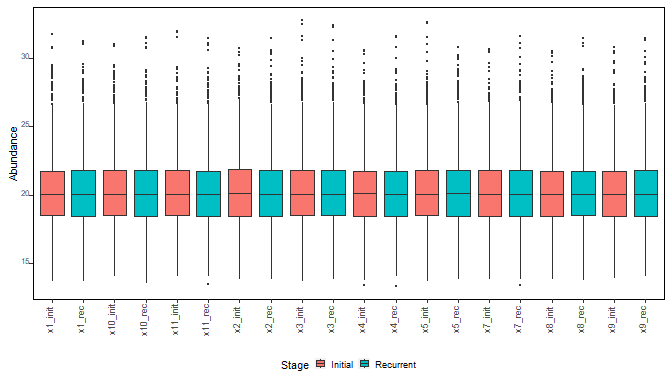 Abundance
30
25
20
15
x1_init
x1_rec
x10_init
x10_rec
x11_init
x11_rec
x2_init
x2_rec
x3_init
x3_rec
x4_init
x4_rec
x5_init
x5_rec
x7_init
x7_rec
x8_init
x8_rec
x9_init
x9_rec
Stage Initial Recurrent